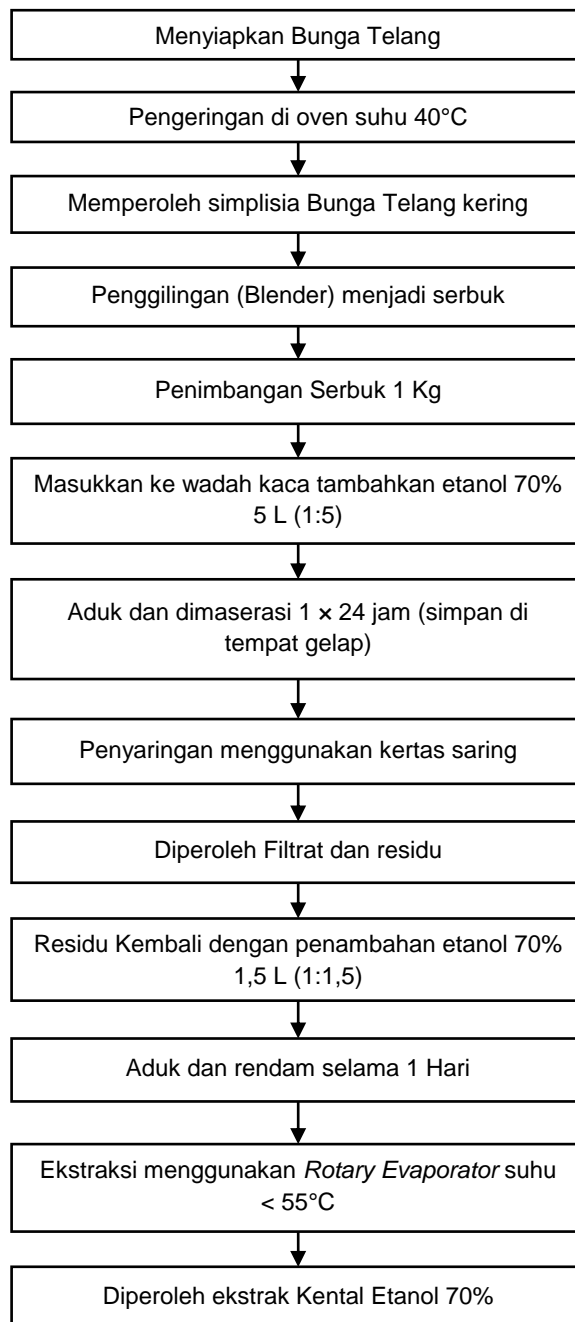 Menyiapkan Bunga Telang
Pengeringan di oven suhu 40°C
Memperoleh simplisia Bunga Telang kering
Penggilingan (Blender) menjadi serbuk
Penimbangan Serbuk 1 Kg
Masukkan ke wadah kaca tambahkan etanol 70%
5 L (1:5)
Aduk dan dimaserasi 1 × 24 jam (simpan di
tempat gelap)
Penyaringan menggunakan kertas saring
Diperoleh Filtrat dan residu
Residu Kembali dengan penambahan etanol 70%
1,5 L (1:1,5)
Aduk dan rendam selama 1 Hari
Ekstraksi menggunakan Rotary Evaporator suhu
< 55°C
Diperoleh ekstrak Kental Etanol 70%